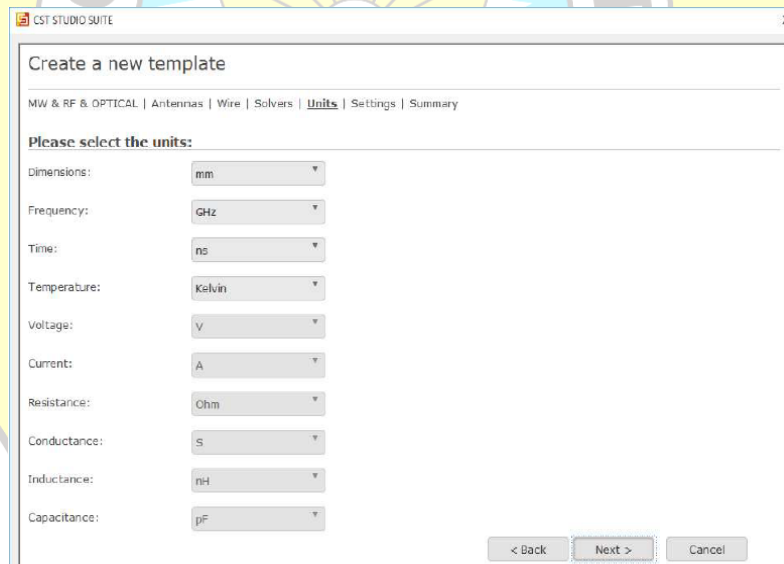 CST STUDIO SUITE
Create a new template
MW & RF & OPTICAL | Antennas | Wire | Solvers | Units | Settings | Summary
Please select the units:
Dimensions: mm
Frequency: GHz
Time: ns
Temperature: Kelvin
Voltage: V
Current: A
Resistance: Ohm
Conductance: S
Inductance: nH
Capacitance: pF
< Back Next > Cancel